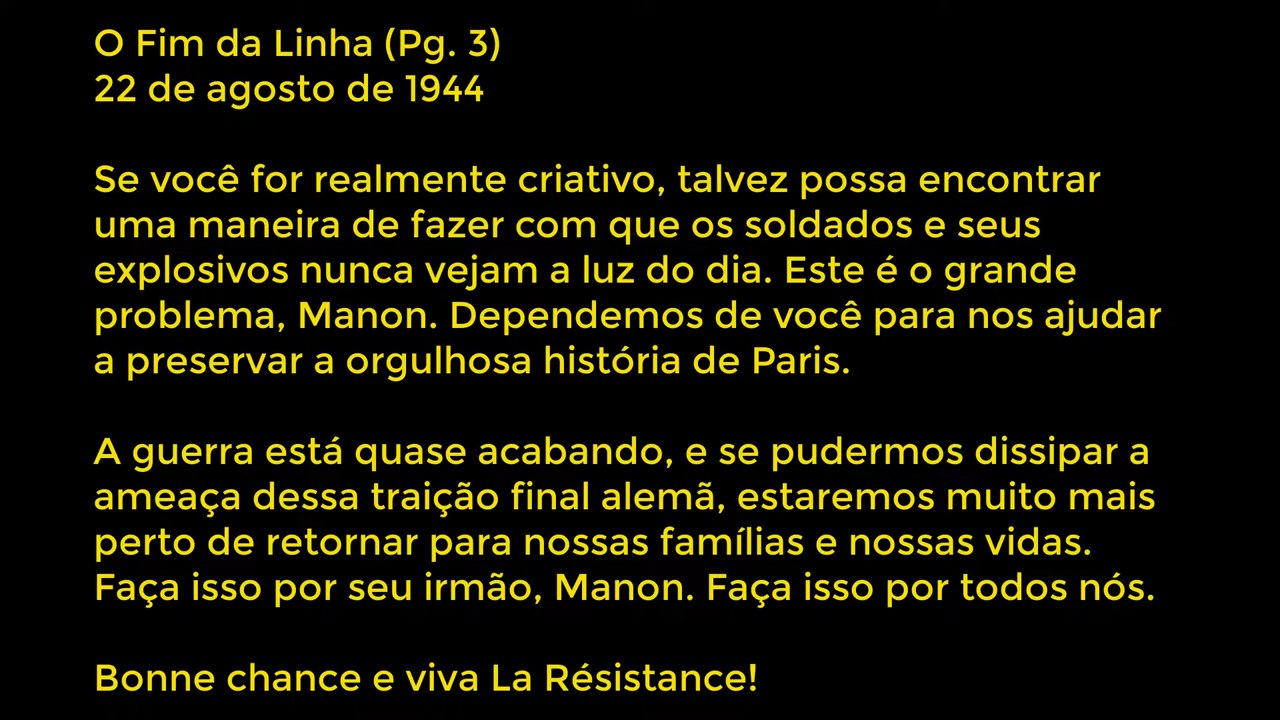 O Fim da Linha (Pg. 3)
22 de agosto de 1944
Se você for realmente criativo, talvez possa encontrar
uma maneira de fazer com que os soldados e seus
explosivos nunca vejam a luz do dia. Este é o grande
problema, Manon. Dependemos de você para nos ajudar
a preservar a orgulhosa história de Paris.
A guerra está quase acabando, e se pudermos dissipar a
ameaça dessa traição final alemã, estaremos muito mais
perto de retornar para nossas famílias e nossas vidas.
Faça isso por seu irmão, Manon. Faça isso por todos nós.
Bonne chance e viva La Résistance!